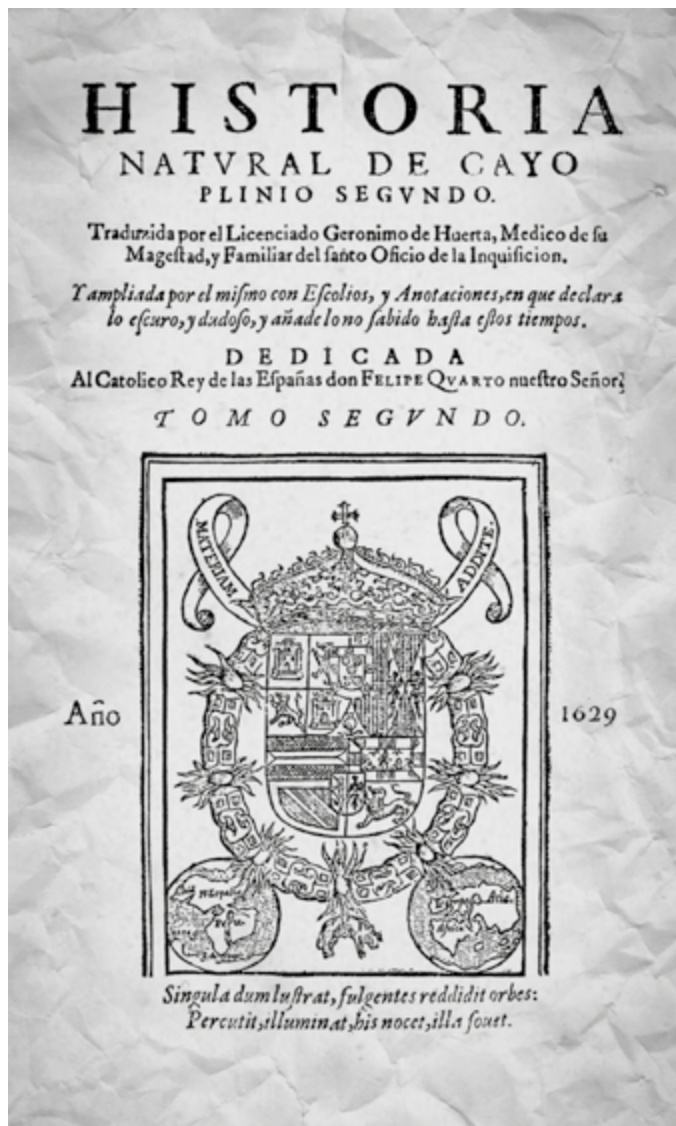 HISTORIA
NATVRAL DE CAYO
PLINIO SEGVNDO.
Traduzida por el Licenciado Geronimo de Huerta, Medico de ſu
Mageſtad, y Familiar del ſanto Oficio de la Inquiſicion.
Y ampliada por el miſmo con Eſcolios, y Anotaciones, en que declara
lo eſcuro, y dudoſo, y añade lo no ſabido haſta eſtos tiempos.
DEDICADA
Al Catolico Rey de las Eſpañas don FELIPE QVARTO nueſtro Señor.
TOMO SEGVNDO.
MATERIAM
ADDITE.
Año
1629
Aſia.
Africa
Singula dum luſtrat, fulgentes reddidit orbes:
Percutit, illuminat, his nocet, illa fouet.